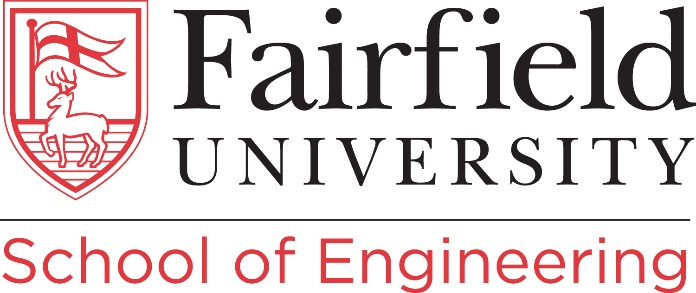 Fairfield
UNIVERSITY
School of Engineering